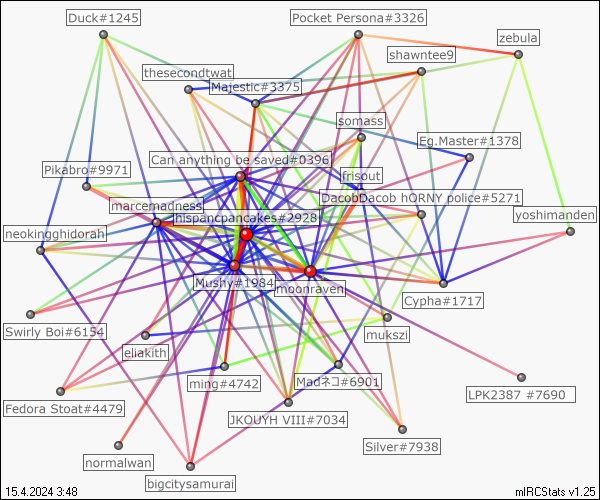 Duck#1245
Pocket Persona#3326
zebula
shawntee9
thesecondtwat
Majestic#3375
somass
Eg.Master#1378
Can anything be saved#0396
Pikabro#9971
frisout
DacobDacob hORNY police#5271
marcemadness
hispancpancakes#2928
yoshimanden
neokingghidorah
Mushy#1984
moonraven
Cypha#1717
Swirly Boi#6154
mukszi
eliakith
ming#4742
Madネコ#6901
LPK2387 #7690
Fedora Stoat#4479
JKOUYH VIII#7034
Silver#7938
normalwan
bigcitysamurai
15.4.2024 3:48
mIRCStats v1.25